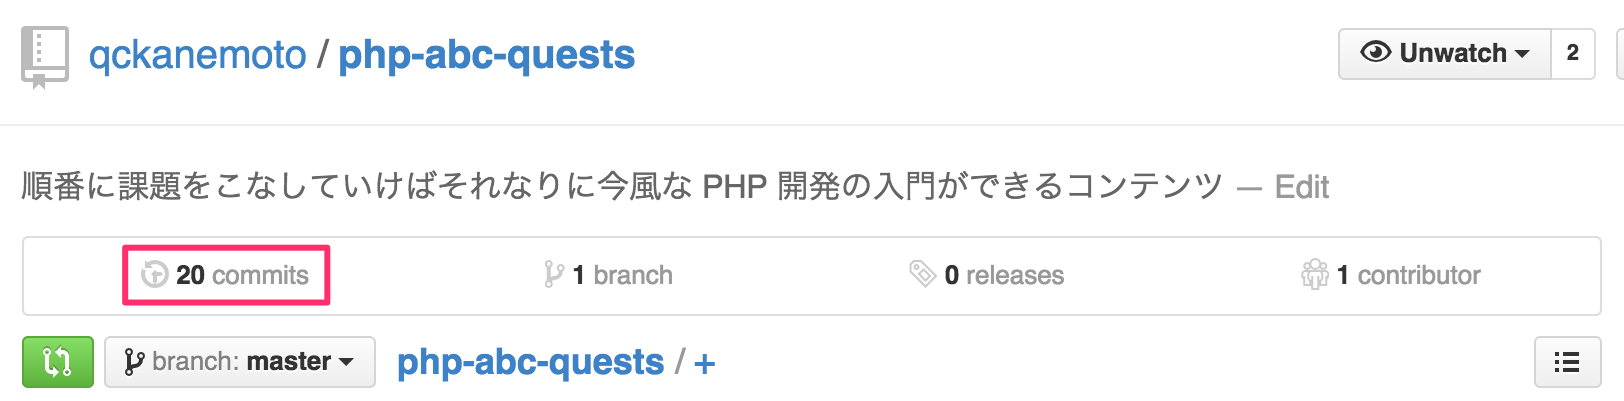 qckanemoto / php-abc-quests Unwatch 2
順番に課題をこなしていけばそれなりに今風な PHP 開発の入門ができるコンテンツ — Edit
20 commits 1 branch 0 releases 1 contributor
branch: master php-abc-quests / +